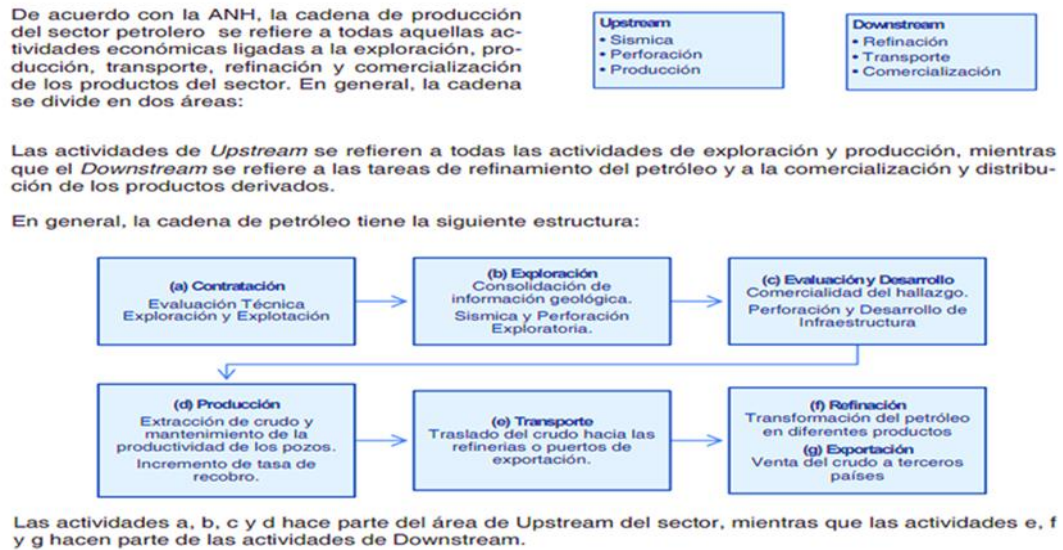 De acuerdo con la ANH, la cadena de producción
del sector petrolero se refiere a todas aquellas ac-
tividades económicas ligadas a la exploración, pro-
ducción, transporte, refinación y comercialización
de los productos del sector. En general, la cadena
se divide en dos áreas:
Upstream
• Sismica
• Perforación
• Producción
Downstream
• Refinación
• Transporte
• Comercialización
Las actividades de Upstream se refieren a todas las actividades de exploración y producción, mientras
que el Downstream se refiere a las tareas de refinamiento del petróleo y a la comercialización y distribu-
ción de los productos derivados.
En general, la cadena de petróleo tiene la siguiente estructura:
(a) Contratación
Evaluación Técnica
Exploración y Explotación
(b) Exploración
Consolidación de
información geológica.
Sismica y Perforación
Exploratoria.
(c) Evaluación y Desarrollo
Comercialidad del hallazgo.
Perforación y Desarrollo de
Infraestructura
(d) Producción
Extracción de crudo y
mantenimiento de la
productividad de los pozos.
Incremento de tasa de
recobro.
(e) Transporte
Traslado del crudo hacia las
refinerias o puertos de
exportación.
(f) Refinación
Transformación del petróleo
en diferentes productos
(g) Exportación
Venta del crudo a terceros
países
Las actividades a, b, c y d hace parte del área de Upstream del sector, mientras que las actividades e, f
y g hacen parte de las actividades de Downstream.